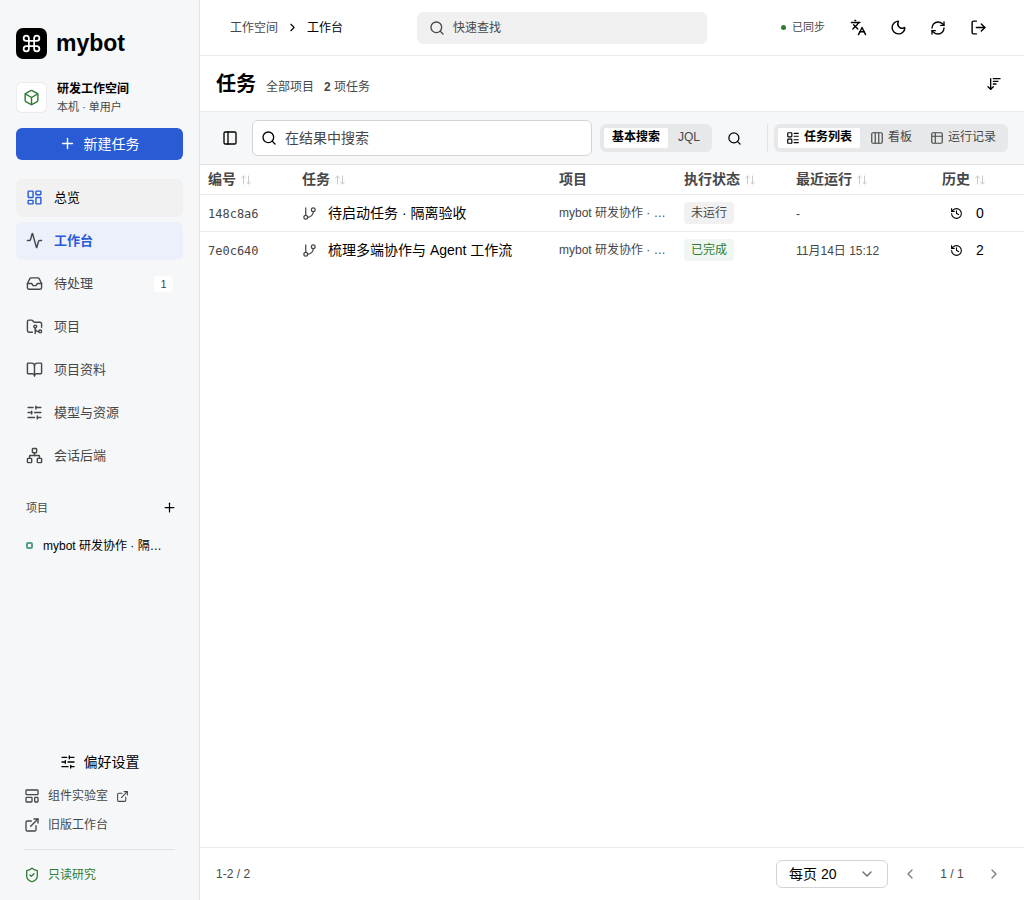 mybot
研发工作空间
本机 · 单用户
新建任务
总览
工作台
待处理 1
项目
项目资料
模型与资源
会话后端
项目
mybot 研发协作 · 隔…
偏好设置
组件实验室
旧版工作台
只读研究
工作空间 > 工作台
快速查找
已同步
任务 全部项目 2 项任务
在结果中搜索
基本搜索 JQL
任务列表 看板 运行记录
编号 任务 项目 执行状态 最近运行 历史
148c8a6 待启动任务 · 隔离验收 mybot 研发协作 · … 未运行 - 0
7e0c640 梳理多端协作与 Agent 工作流 mybot 研发协作 · … 已完成 11月14日 15:12 2
1-2 / 2
每页 20
1 / 1